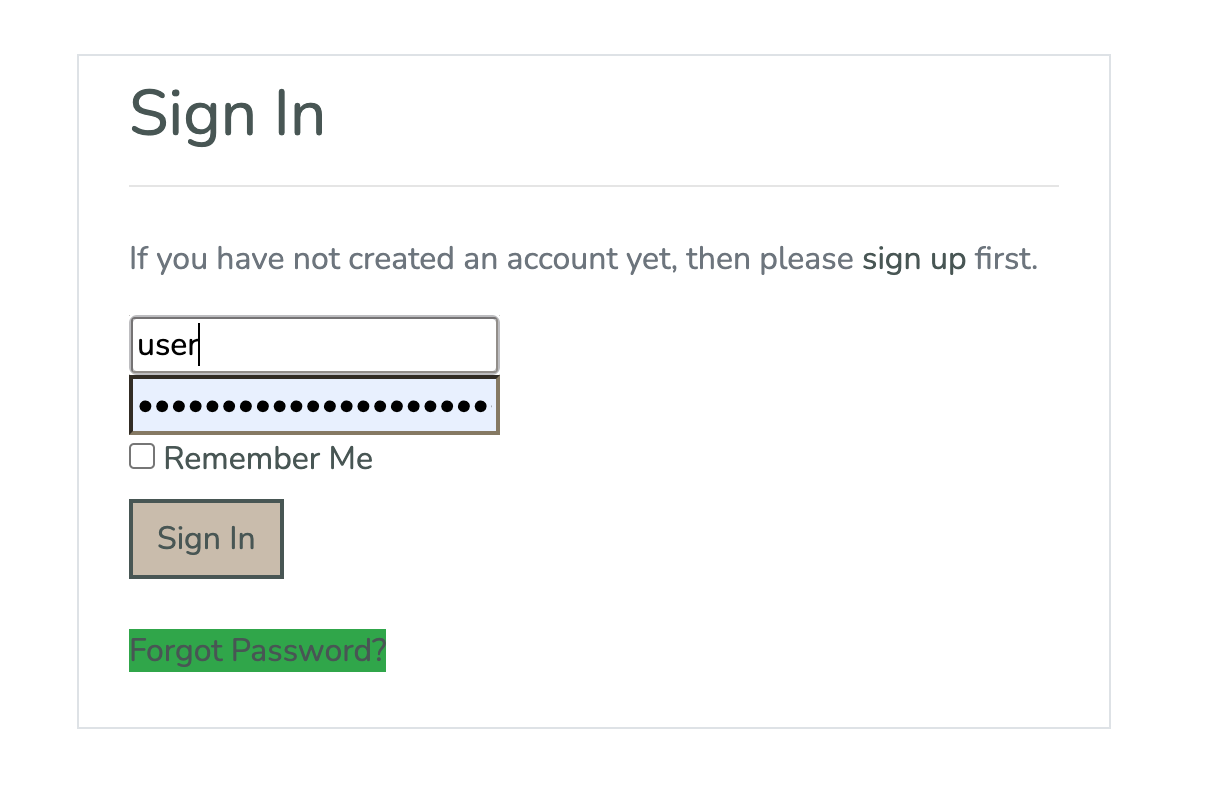 Sign In
If you have not created an account yet, then please sign up first.
user
•••••••••••••••••••••
Remember Me
Sign In
Forgot Password?